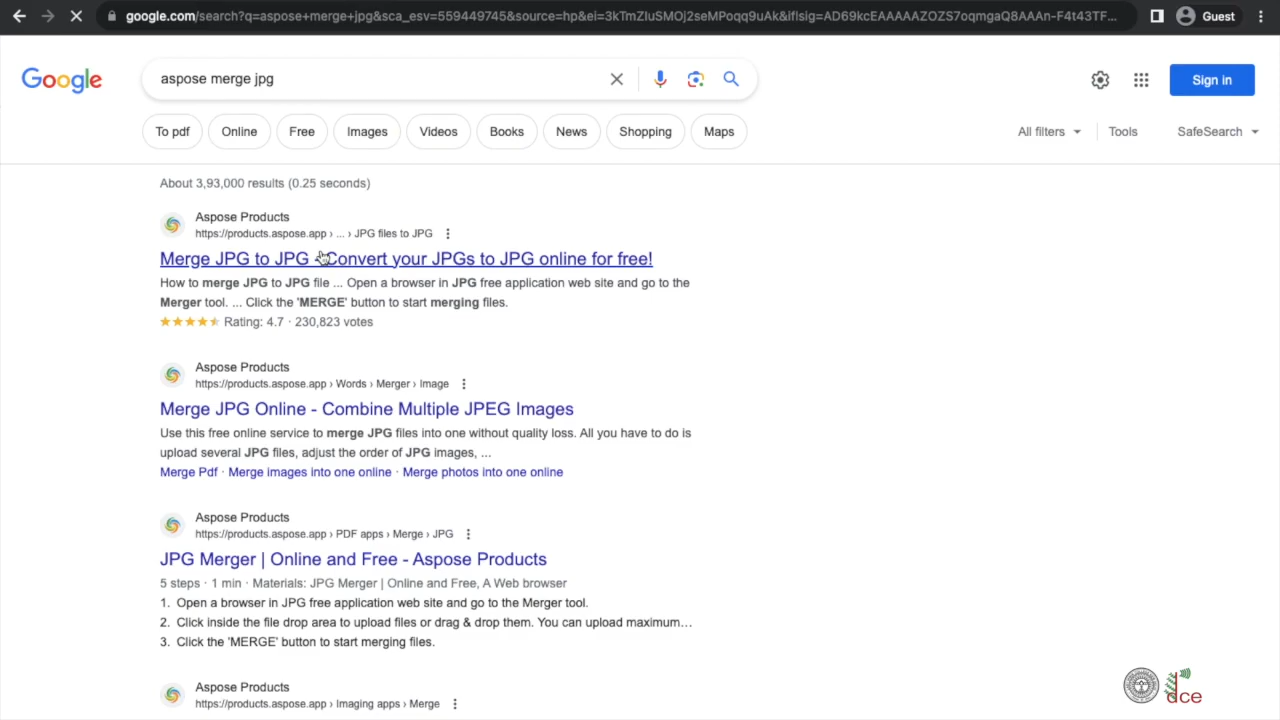 google.com/search?q=aspose+merge+jpg&sca_esv=559449745&source=hp&ei=3kTmZIuSMOj2seMPoqq9uAk&iflsig=AD69kcEAAAAAZOZS7oqmgaQ8AAAn-F4t43TF...
Guest
Google
aspose merge jpg
Sign in
To pdf
Online
Free
Images
Videos
Books
News
Shopping
Maps
All filters
Tools
SafeSearch
About 3,93,000 results (0.25 seconds)
Aspose Products
https://products.aspose.app › ... › JPG files to JPG
Merge JPG to JPG - Convert your JPGs to JPG online for free!
How to merge JPG to JPG file ... Open a browser in JPG free application web site and go to the
Merger tool. ... Click the 'MERGE' button to start merging files.
Rating: 4.7 · 230,823 votes
Aspose Products
https://products.aspose.app › Words › Merger › Image
Merge JPG Online - Combine Multiple JPEG Images
Use this free online service to merge JPG files into one without quality loss. All you have to do is
upload several JPG files, adjust the order of JPG images, ...
Merge Pdf · Merge images into one online · Merge photos into one online
Aspose Products
https://products.aspose.app › PDF apps › Merge › JPG
JPG Merger | Online and Free - Aspose Products
5 steps · 1 min · Materials: JPG Merger | Online and Free, A Web browser
1. Open a browser in JPG free application web site and go to the Merger tool.
2. Click inside the file drop area to upload files or drag & drop them. You can upload maximum...
3. Click the 'MERGE' button to start merging files.
Aspose Products
https://products.aspose.app › Imaging apps › Merge
dce